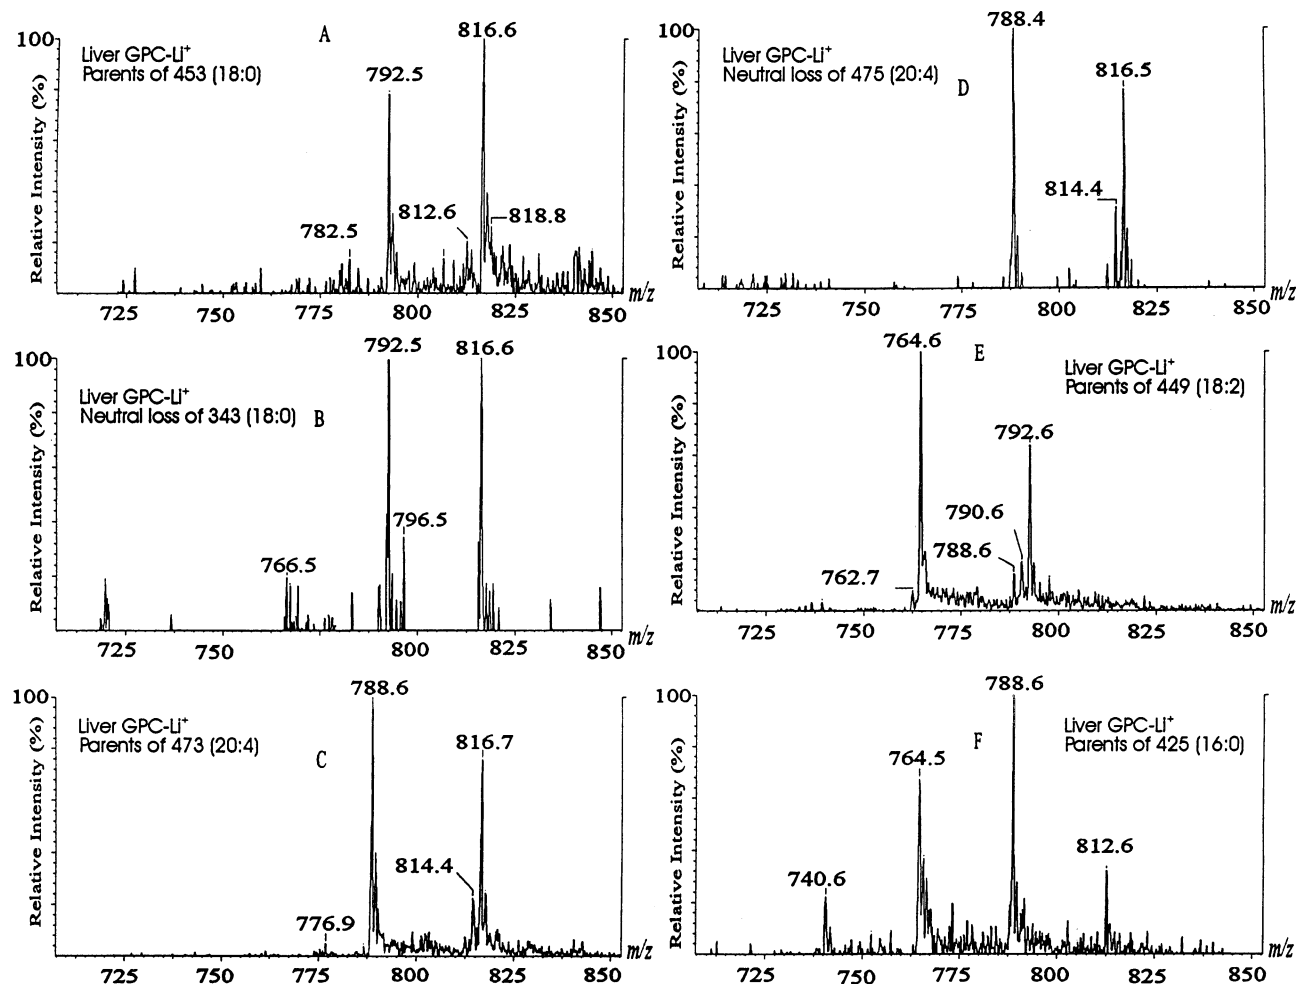 A
Liver GPC-Li⁺
Parents of 453 (18:0)
100
Relative Intensity (%)
816.6
792.5
812.6
818.8
782.5
725 750 775 800 825 850 m/z
D
Liver GPC-Li⁺
Neutral loss of 475 (20:4)
100
Relative Intensity (%)
788.4
816.5
814.4
725 750 775 800 825 850 m/z
B
Liver GPC-Li⁺
Neutral loss of 343 (18:0)
100
Relative Intensity (%)
792.5
816.6
796.5
766.5
725 750 775 800 825 850 m/z
E
Liver GPC-Li⁺
Parents of 449 (18:2)
100
Relative Intensity (%)
764.6
792.6
790.6
788.6
762.7
725 750 775 800 825 850 m/z
C
Liver GPC-Li⁺
Parents of 473 (20:4)
100
Relative Intensity (%)
788.6
816.7
814.4
776.9
725 750 775 800 825 850 m/z
F
Liver GPC-Li⁺
Parents of 425 (16:0)
100
Relative Intensity (%)
788.6
764.5
812.6
740.6
725 750 775 800 825 850 m/z